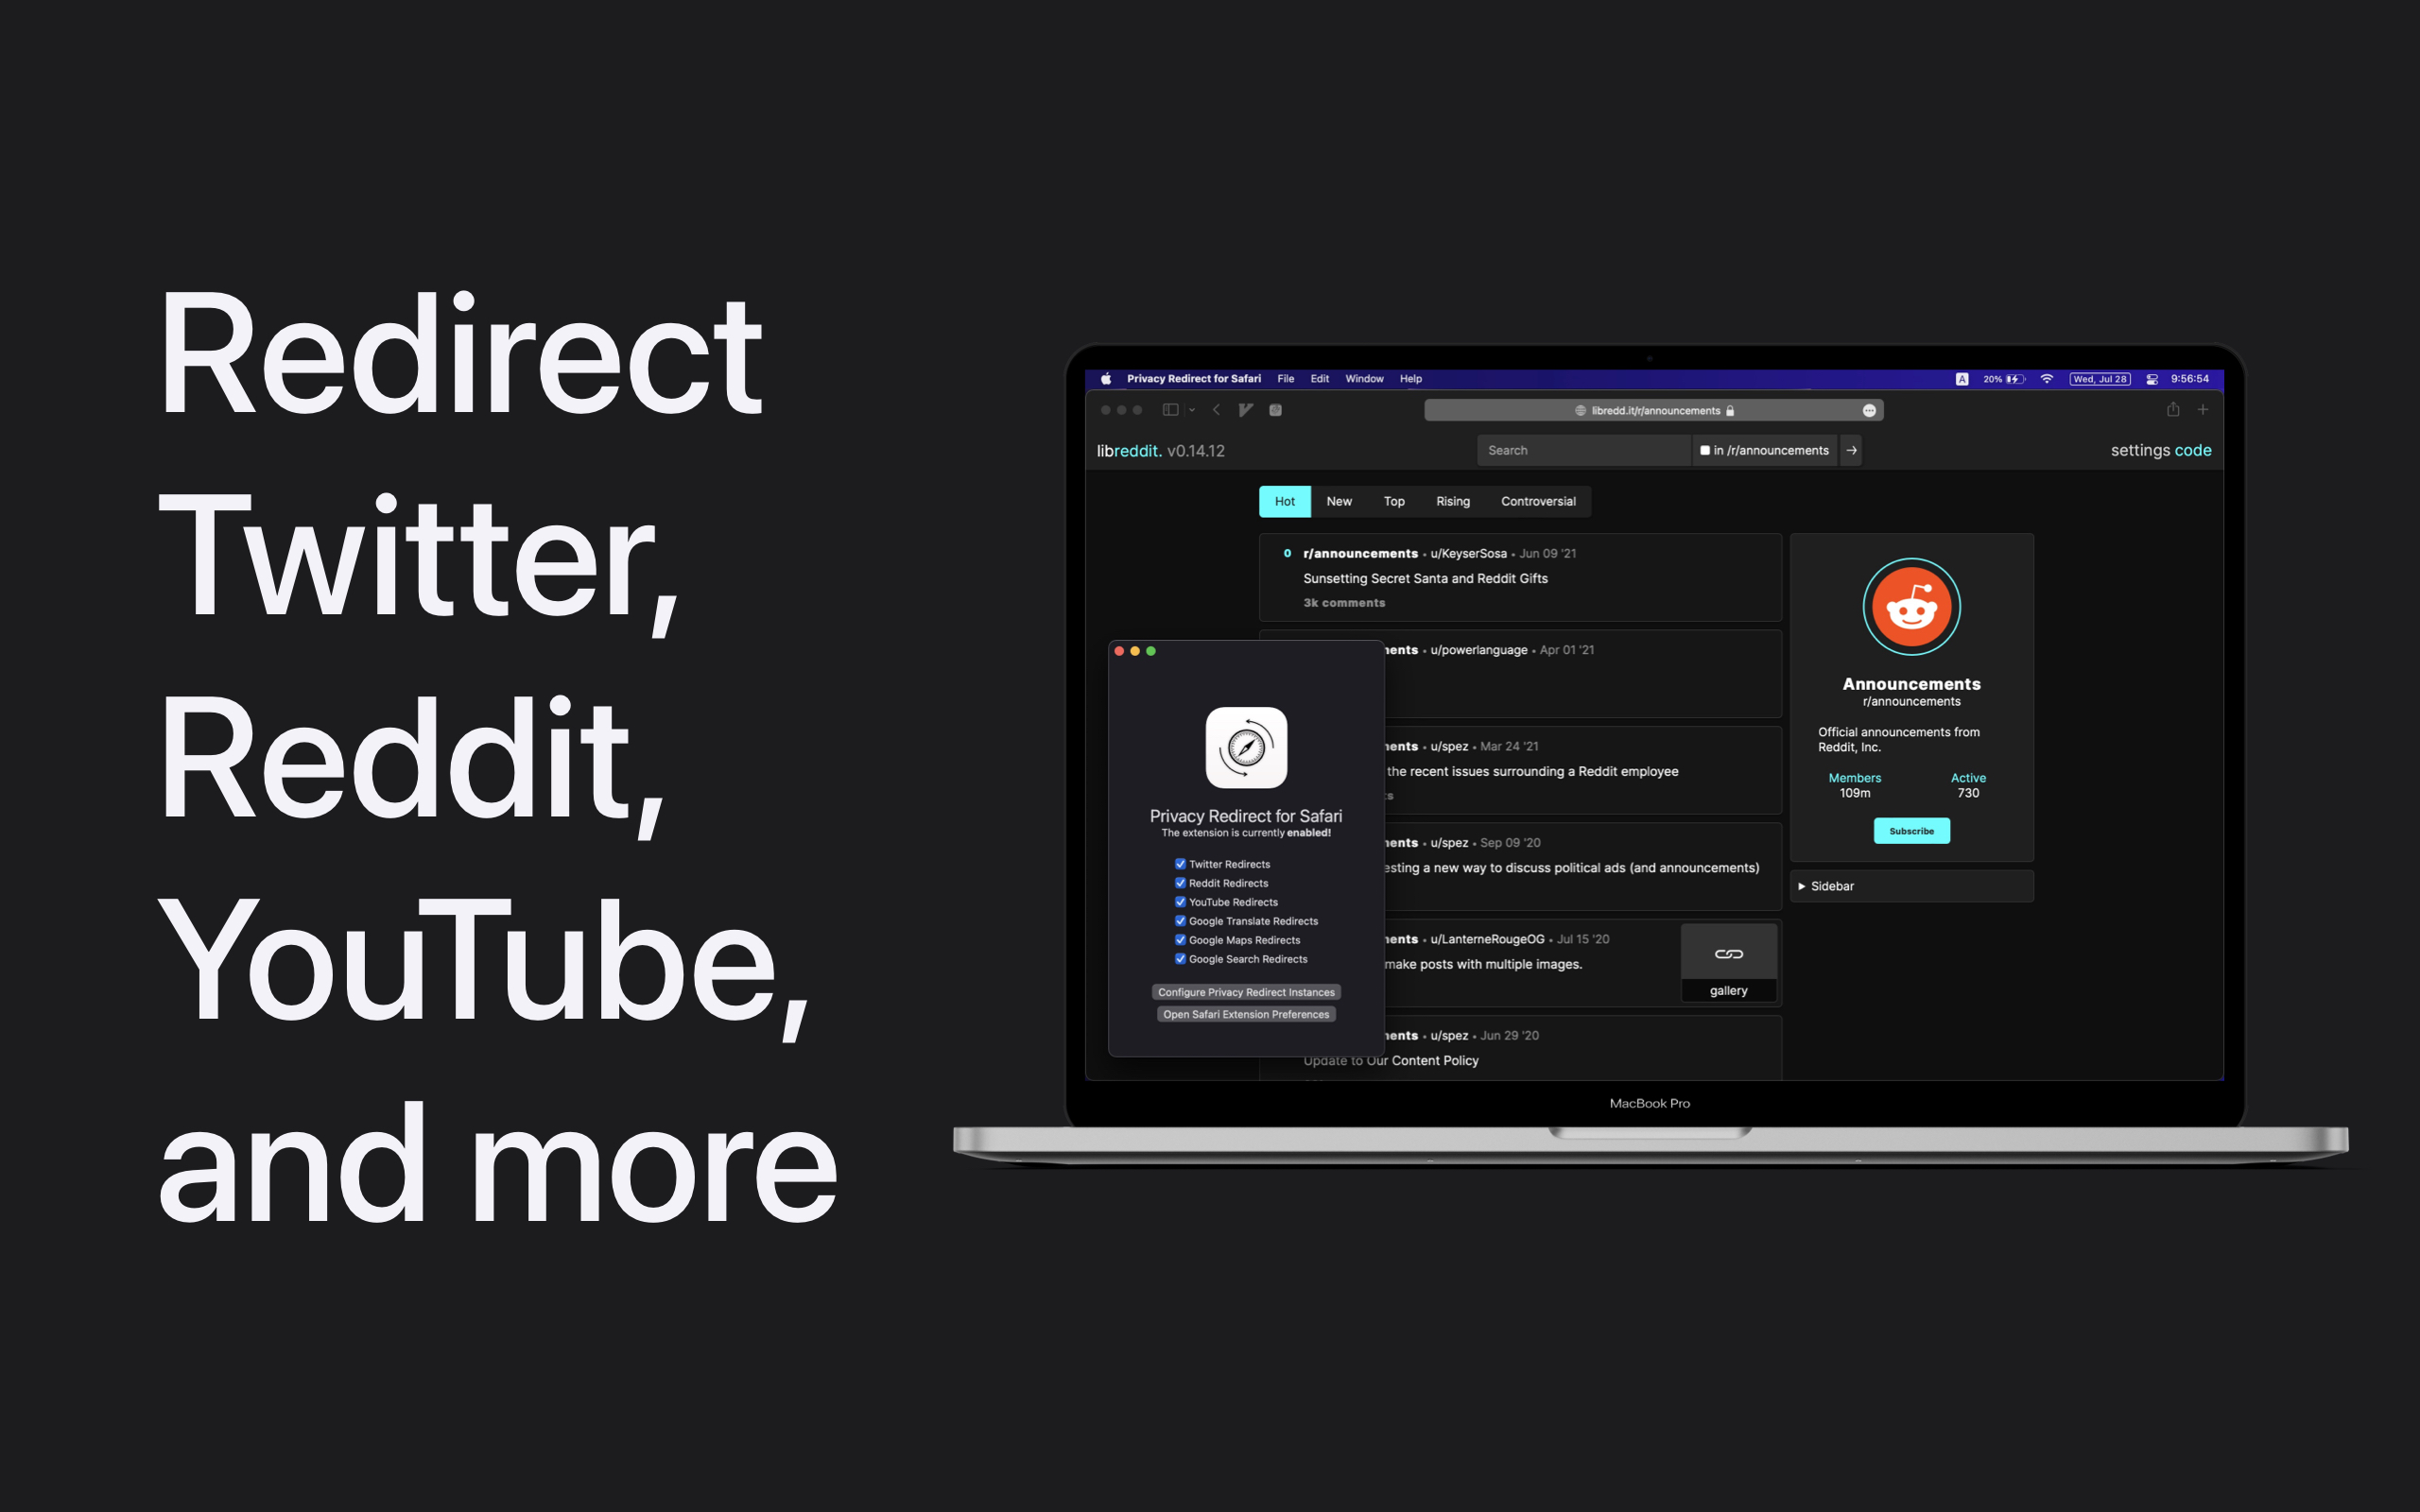 Redirect
Twitter,
Reddit,
YouTube,
and more
Privacy Redirect for Safari File Edit Window Help A 20% Wed, Jul 28 9:56:54
libredd.it/r/announcements
libreddit. v0.14.12 Search in /r/announcements → settings code
Hot New Top Rising Controversial
0 r/announcements • u/KeyserSosa • Jun 09 '21
Sunsetting Secret Santa and Reddit Gifts
3k comments
ments • u/powerlanguage • Apr 01 '21
ments • u/spez • Mar 24 '21
the recent issues surrounding a Reddit employee
ments • u/spez • Sep 09 '20
esting a new way to discuss political ads (and announcements)
ments • u/LanterneRougeOG • Jul 15 '20
make posts with multiple images.
gallery
ments • u/spez • Jun 29 '20
Update to Our Content Policy
Announcements
r/announcements
Official announcements from
Reddit, Inc.
Members Active
109m 730
Subscribe
Sidebar
Privacy Redirect for Safari
The extension is currently enabled!
Twitter Redirects
Reddit Redirects
YouTube Redirects
Google Translate Redirects
Google Maps Redirects
Google Search Redirects
Configure Privacy Redirect Instances
Open Safari Extension Preferences
MacBook Pro